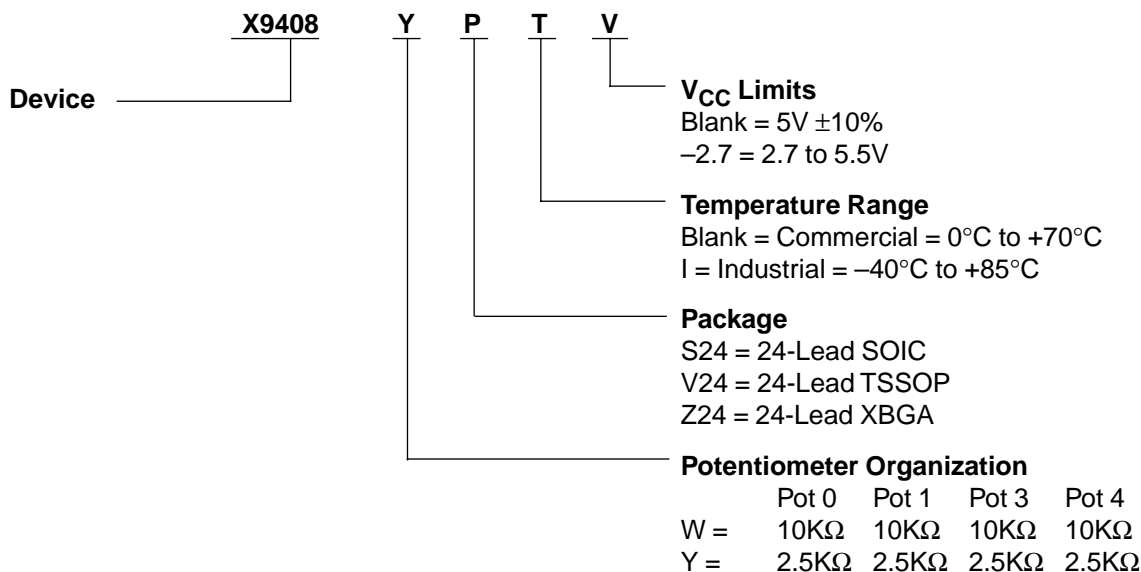 X9408 Y P T V
Device
VCC Limits
Blank = 5V ±10%
–2.7 = 2.7 to 5.5V
Temperature Range
Blank = Commercial = 0°C to +70°C
I = Industrial = –40°C to +85°C
Package
S24 = 24-Lead SOIC
V24 = 24-Lead TSSOP
Z24 = 24-Lead XBGA
Potentiometer Organization
Pot 0 Pot 1 Pot 3 Pot 4
W = 10KΩ 10KΩ 10KΩ 10KΩ
Y = 2.5KΩ 2.5KΩ 2.5KΩ 2.5KΩ